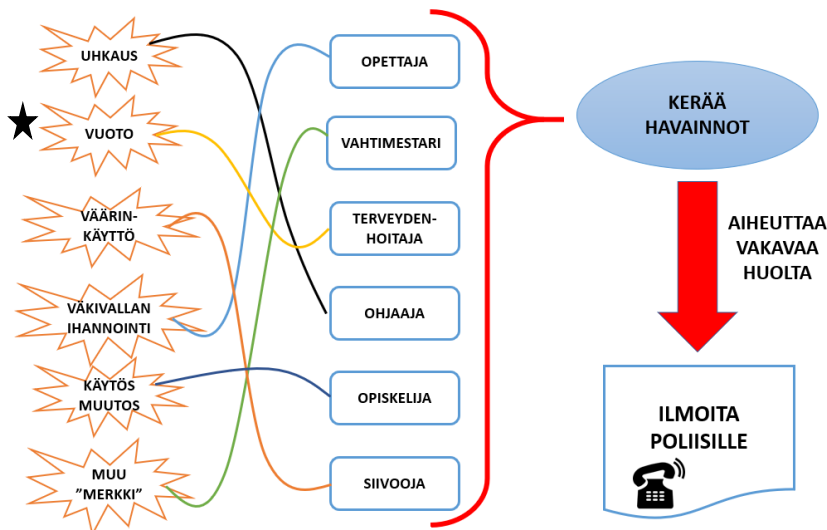 UHKAUS
VUOTO
VÄÄRIN-
KÄYTTÖ
VÄKIVALLAN
IHANNOINTI
KÄYTÖS
MUUTOS
MUU
”MERKKI”
OPETTAJA
VAHTIMESTARI
TERVEYDEN-
HOITAJA
OHJAAJA
OPISKELIJA
SIIVOOJA
KERÄÄ
HAVAINNOT
AIHEUTTAA
VAKAVAA
HUOLTA
ILMOITA
POLIISILLE